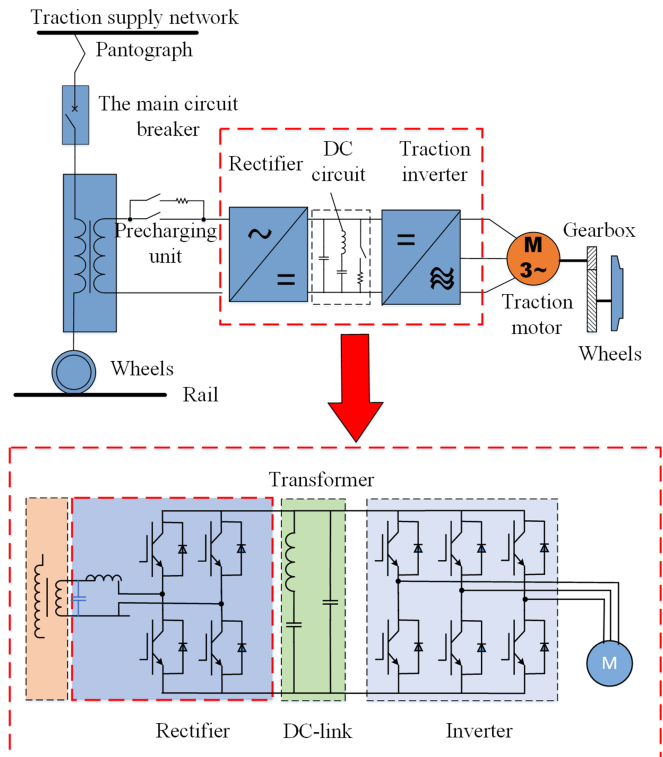 Traction supply network
Pantograph
The main circuit
breaker
Rectifier
DC
circuit
Traction
inverter
Precharging
unit
M
3~
Gearbox
Traction
motor
Wheels
Wheels
Rail
Transformer
M
Rectifier
DC-link
Inverter